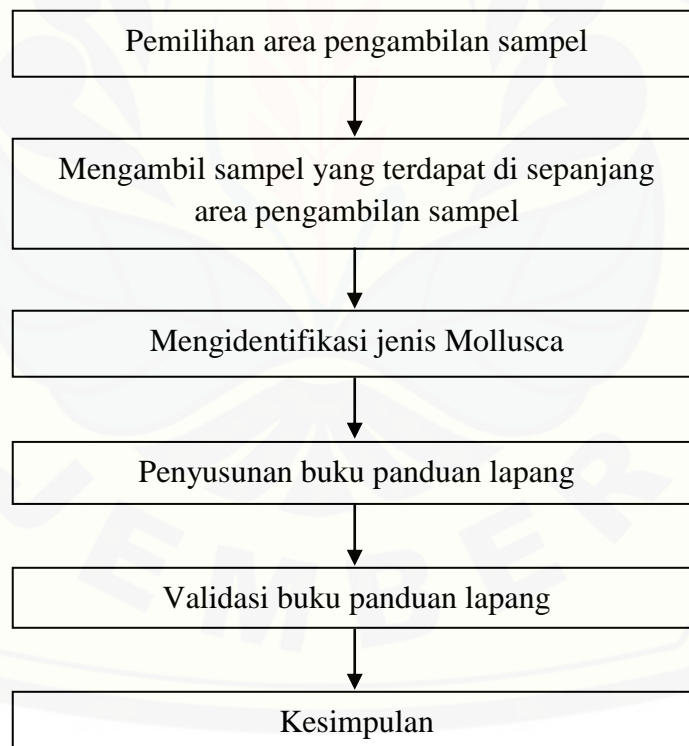 Pemilihan area pengambilan sampel
Mengambil sampel yang terdapat di sepanjang
area pengambilan sampel
Mengidentifikasi jenis Mollusca
Penyusunan buku panduan lapang
JEMBER
Validasi buku panduan lapang
Kesimpulan